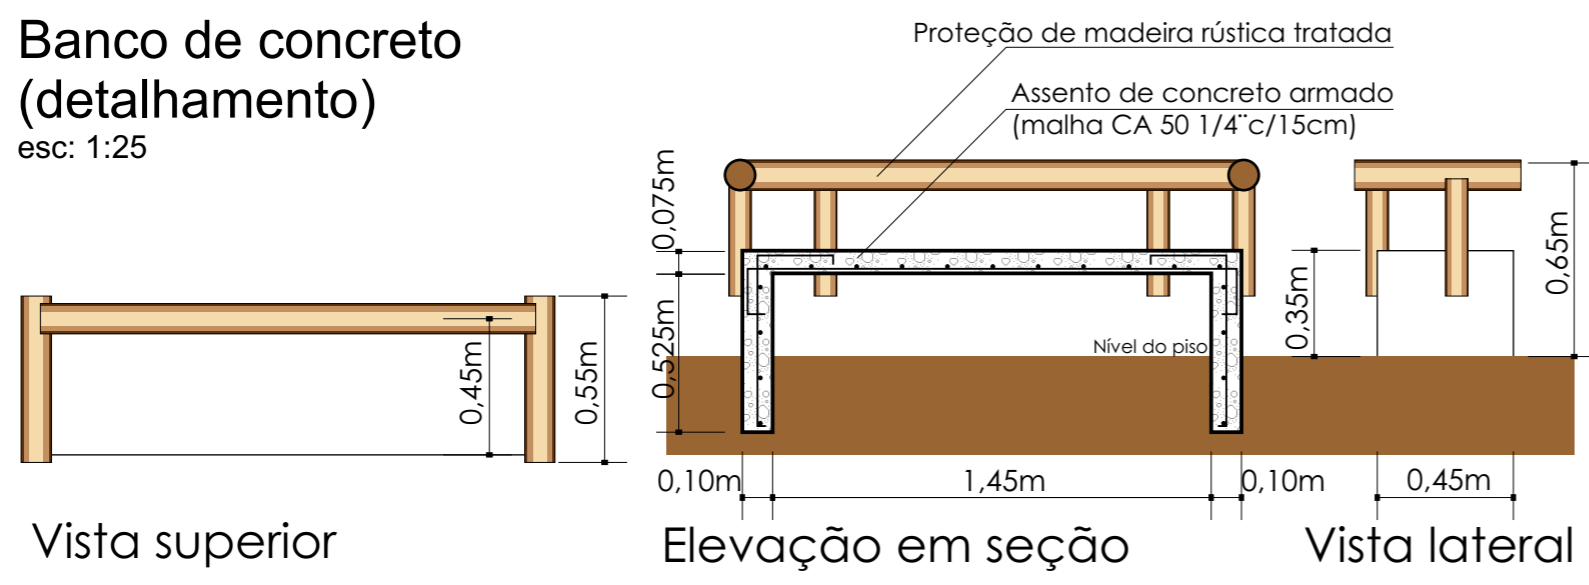 Banco de concreto
(detalhamento)
esc: 1:25
Proteção de madeira rústica tratada
Assento de concreto armado
(malha CA 50 1/4¨c/15cm)
0,075m
0,525m
0,45m
0,55m
Nível do piso
0,35m
0,65m
0,10m
1,45m
0,10m
0,45m
Vista superior
Elevação em seção
Vista lateral